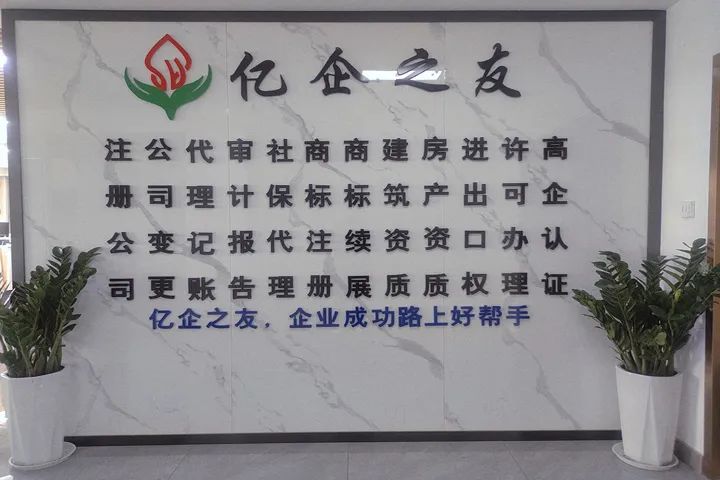 亿企之友
注册公司
公司变更
代理记账
审计报告
社保代理
商标注册
商标续展
建筑资质
房产资质
进出口权
许可办理
高企认证
亿企之友，企业成功路上好帮手